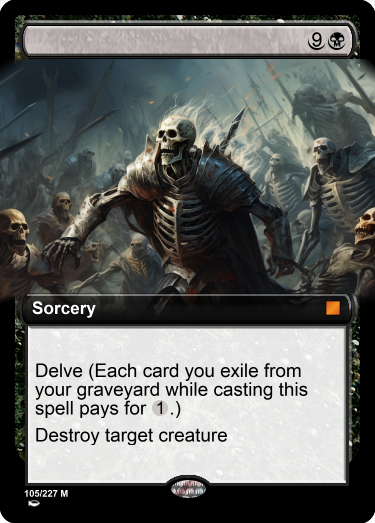 9
Sorcery
Delve (Each card you exile from
your graveyard while casting this
spell pays for 1.)
Destroy target creature
105/227 M